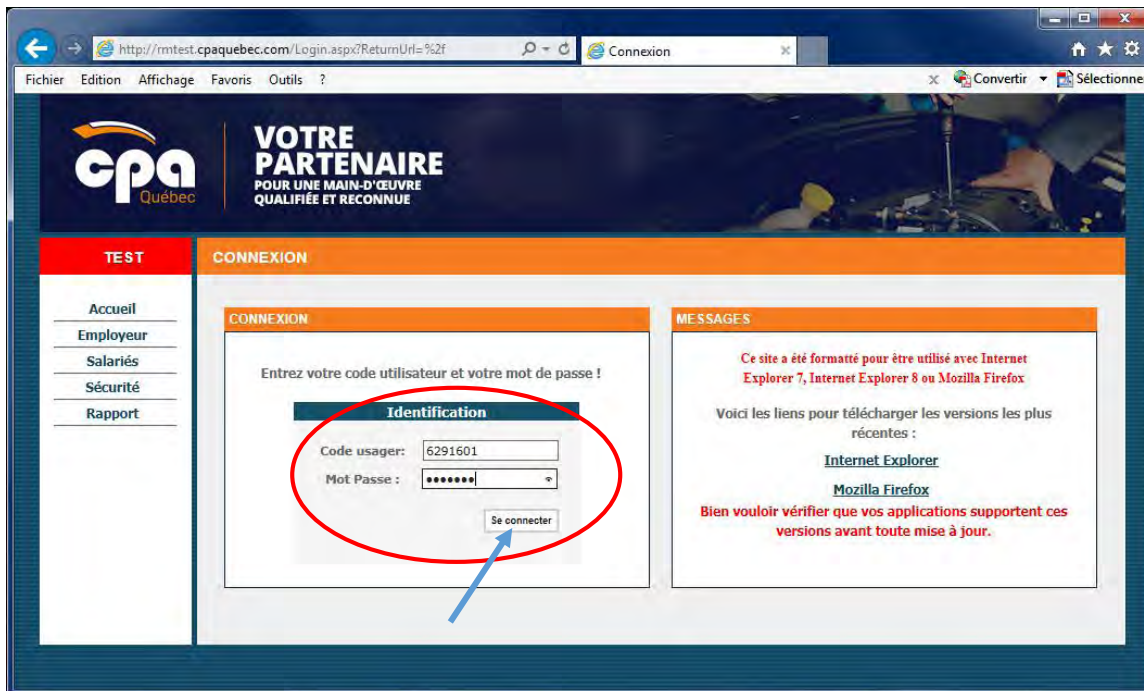 http://rmtest.cpaquebec.com/Login.aspx?ReturnUrl=%2f
Connexion
Fichier Edition Affichage Favoris Outils ?
Convertir
Sélectionner
cpa
Québec
VOTRE
PARTENAIRE
POUR UNE MAIN-D'ŒUVRE
QUALIFIÉE ET RECONNUE
TEST
CONNEXION
Accueil
Employeur
Salariés
Sécurité
Rapport
CONNEXION
Entrez votre code utilisateur et votre mot de passe !
Identification
Code usager: 6291601
Mot Passe : •••••••
Se connecter
MESSAGES
Ce site a été formatté pour être utilisé avec Internet
Explorer 7, Internet Explorer 8 ou Mozilla Firefox
Voici les liens pour télécharger les versions les plus
récentes :
Internet Explorer
Mozilla Firefox
Bien vouloir vérifier que vos applications supportent ces
versions avant toute mise à jour.